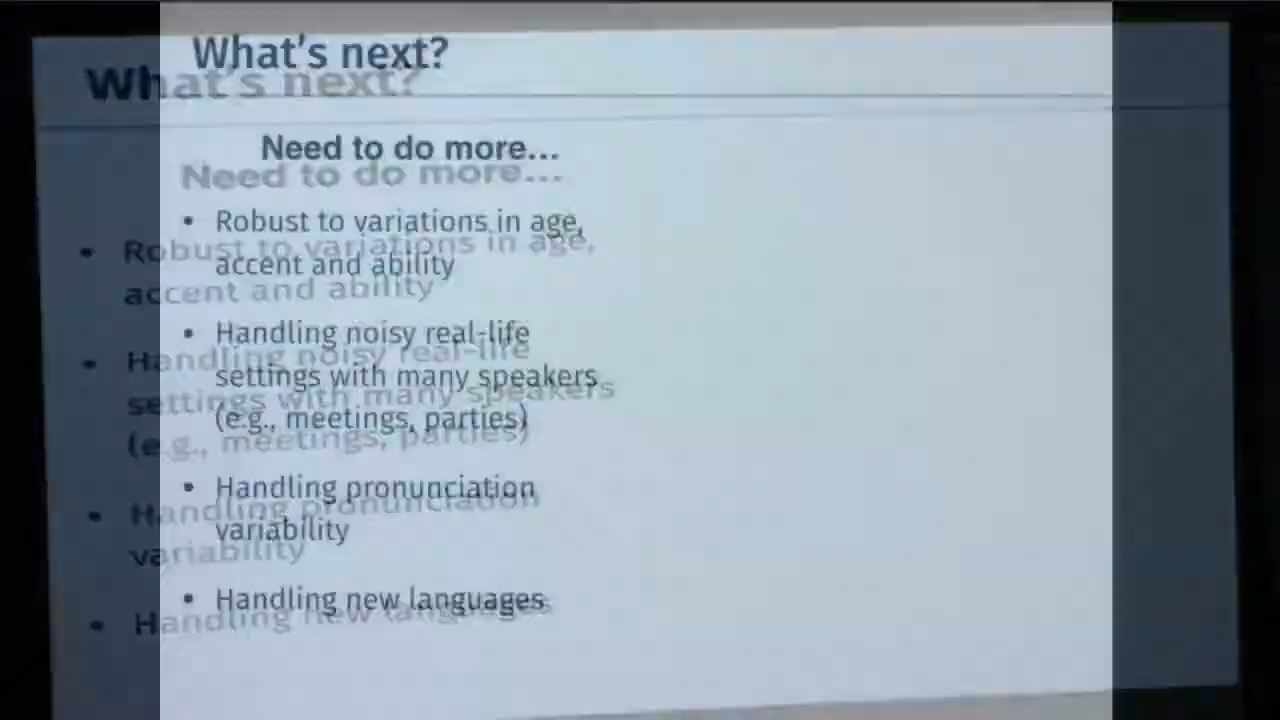 What's next?
Need to do more...
• Robust to variations in age,
accent and ability
• Handling noisy real-life
settings with many speakers
(e.g., meetings, parties)
• Handling pronunciation
variability
• Handling new languages